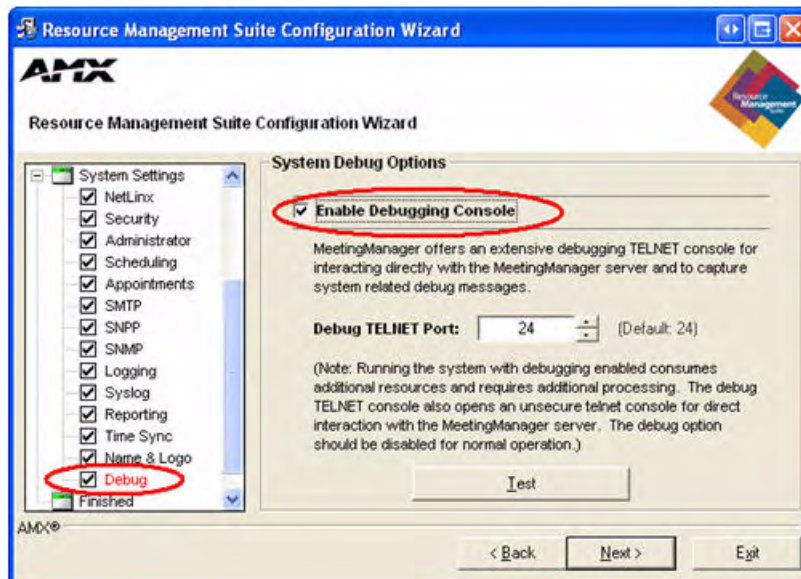 Resource Management Suite Configuration Wizard
AMX
Resource
Management
Suite
Resource Management Suite Configuration Wizard
System Settings
NetLinx
Security
Administrator
Scheduling
Appointments
SMTP
SNPP
SNMP
Logging
Syslog
Reporting
Time Sync
Name & Logo
Debug
Finished
System Debug Options
Enable Debugging Console
MeetingManager offers an extensive debugging TELNET console for
interacting directly with the MeetingManager server and to capture
system related debug messages.
Debug TELNET Port: 24 (Default: 24)
(Note: Running the system with debugging enabled consumes
additional resources and requires additional processing. The debug
TELNET console also opens an unsecure telnet console for direct
interaction with the MeetingManager server. The debug option
should be disabled for normal operation.)
Test
AMX®
< Back Next > Exit